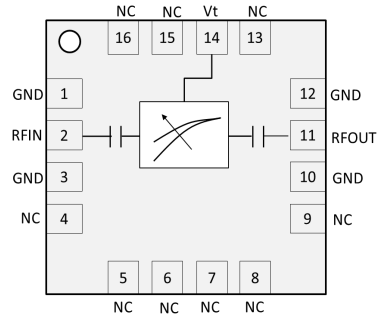 NC NC Vt NC
16 15 14 13
GND 1 12 GND
RFIN 2 11 RFOUT
GND 3 10 GND
NC 4 9 NC
5 6 7 8
NC NC NC NC